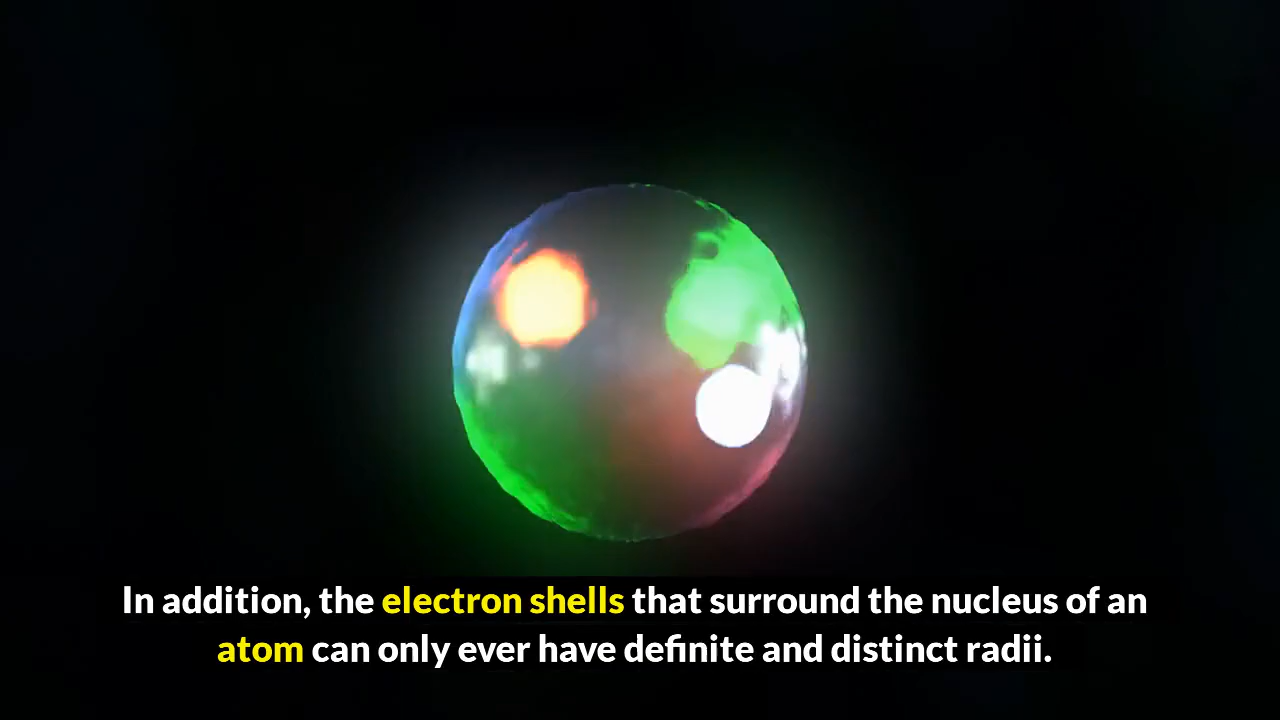 In addition, the electron shells that surround the nucleus of an
atom can only ever have definite and distinct radii.